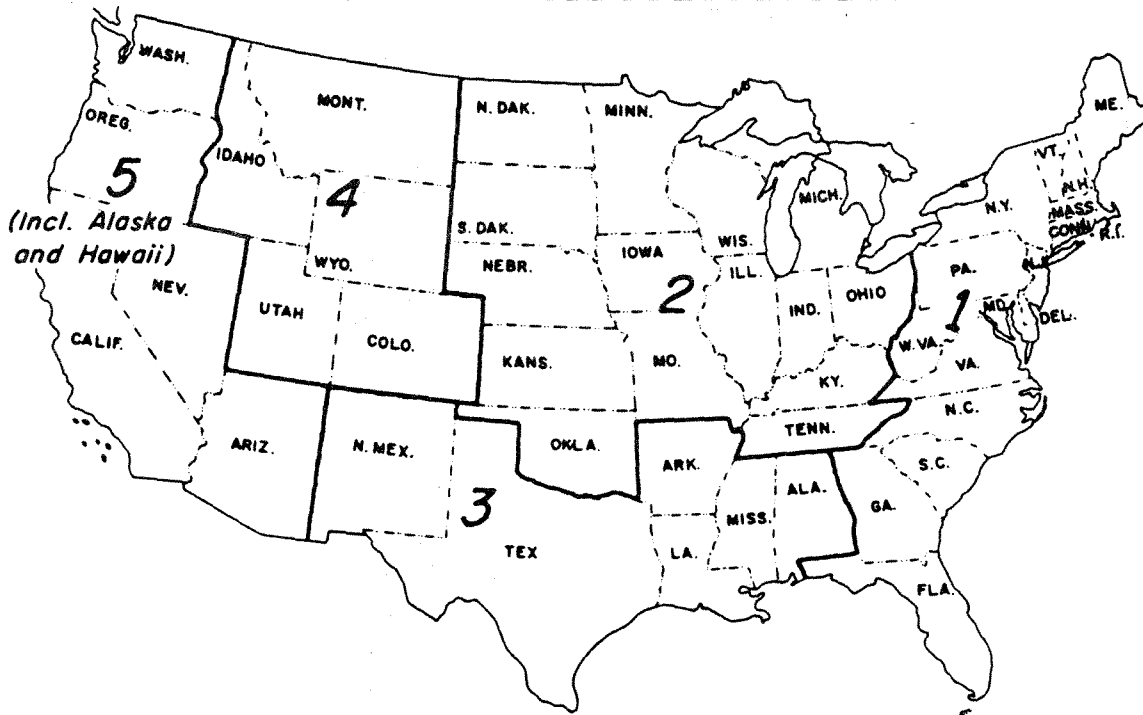 WASH.
MONT.
N. DAK.
MINN.
ME.
OREG.
IDAHO
VT.
N.H.
5
4
MICH.
N.Y.
MASS.
CONN.
R.I.
(Incl. Alaska
and Hawaii)
S. DAK.
WIS.
WYO.
NEBR.
IOWA
ILL.
PA.
N.J.
NEV.
UTAH
2
IND.
OHIO
MD.
1
DEL.
CALIF.
COLO.
KANS.
MO.
W. VA.
VA.
KY.
ARIZ.
N. MEX.
OKLA.
TENN.
N.C.
ARK.
S.C.
3
MISS.
ALA.
GA.
TEX
LA.
FLA.